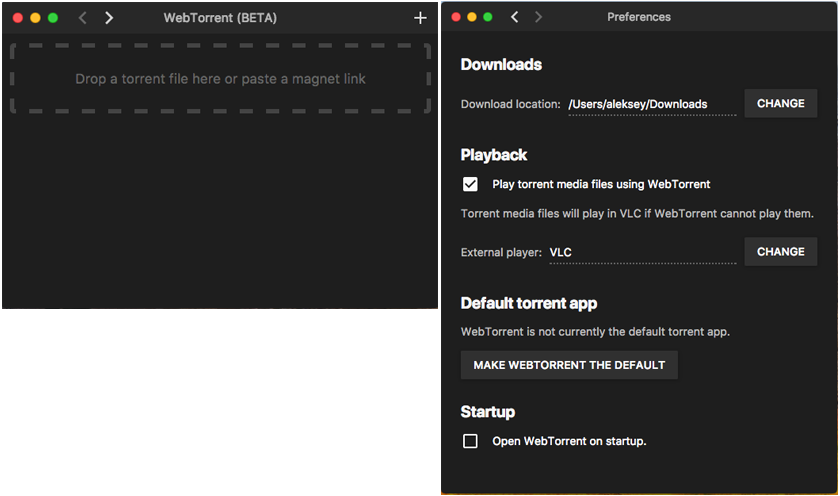 WebTorrent (BETA)
Drop a torrent file here or paste a magnet link
Preferences
Downloads
Download location: /Users/aleksey/Downloads CHANGE
Playback
Play torrent media files using WebTorrent
Torrent media files will play in VLC if WebTorrent cannot play them.
External player: VLC CHANGE
Default torrent app
WebTorrent is not currently the default torrent app.
MAKE WEBTORRENT THE DEFAULT
Startup
Open WebTorrent on startup.